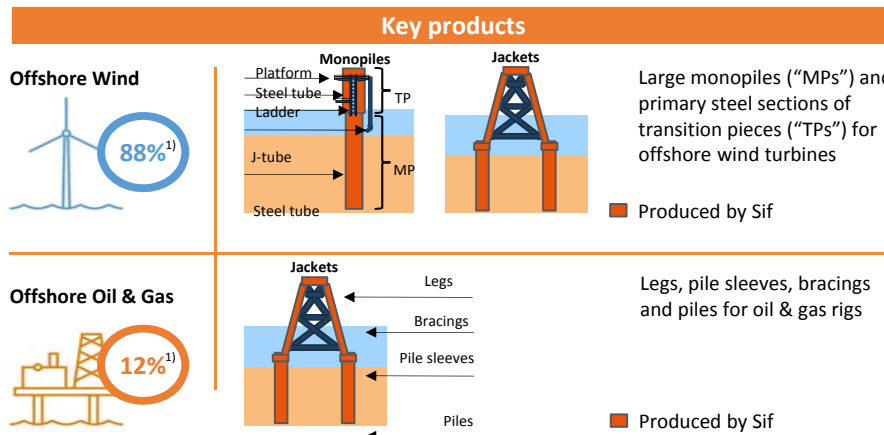 Key products
Offshore Wind
88%1)
Monopiles
Platform
Steel tube
Ladder
J-tube
Steel tube
TP
MP
Jackets
Large monopiles (“MPs”) and
primary steel sections of
transition pieces (“TPs”) for
offshore wind turbines
Produced by Sif
Offshore Oil & Gas
12%1)
Jackets
Legs
Bracings
Pile sleeves
Piles
Legs, pile sleeves, bracings
and piles for oil & gas rigs
Produced by Sif